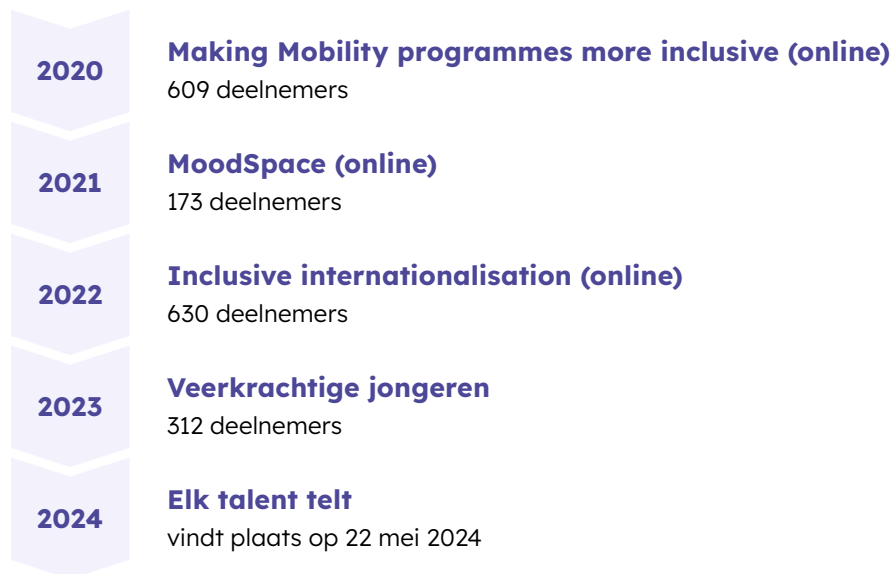 2020
Making Mobility programmes more inclusive (online)
609 deelnemers
2021
MoodSpace (online)
173 deelnemers
2022
Inclusive internationalisation (online)
630 deelnemers
2023
Veerkrachtige jongeren
312 deelnemers
2024
Elk talent telt
vindt plaats op 22 mei 2024